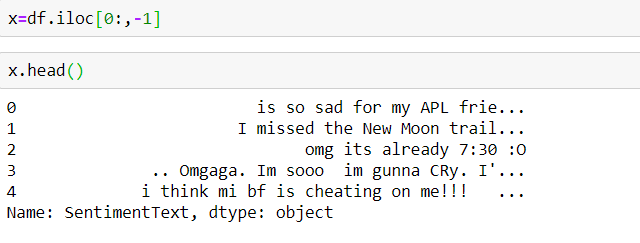 x=df.iloc[0:,-1]
x.head()
0 is so sad for my APL frie...
1 I missed the New Moon trail...
2 omg its already 7:30 :O
3 .. Omgaga. Im sooo  im gunna CRy. I'...
4 i think mi bf is cheating on me!!!   ...
Name: SentimentText, dtype: object